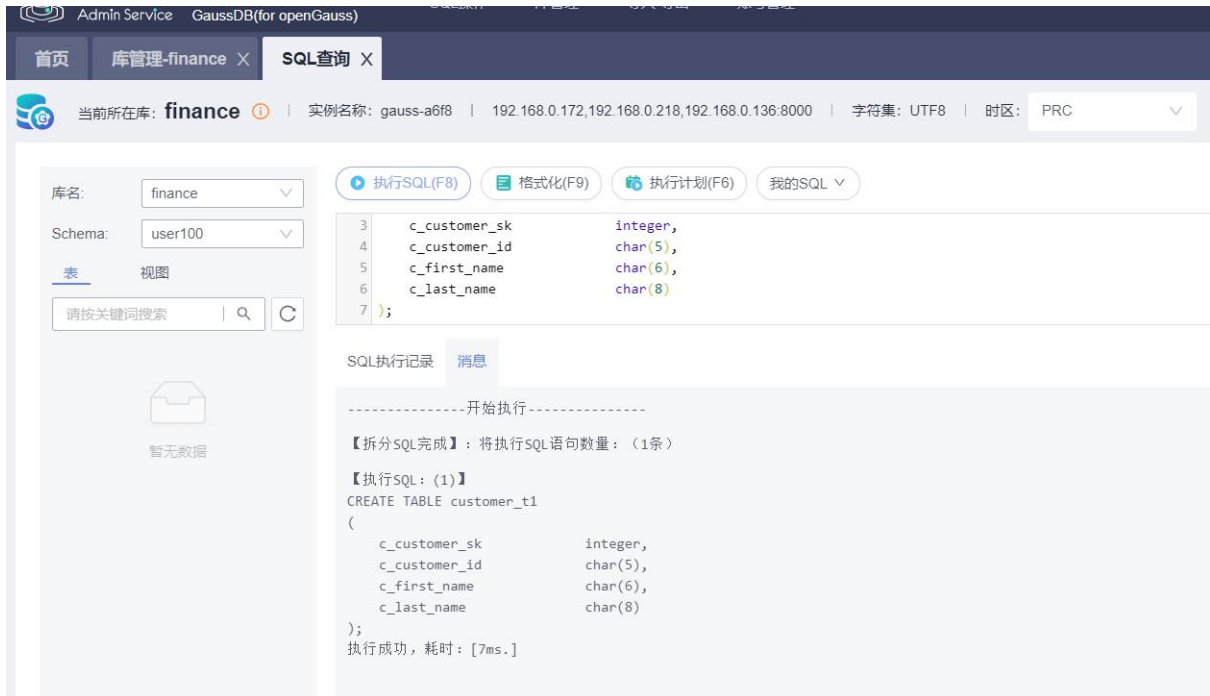 Admin Service GaussDB(for openGauss)
首页 库管理-finance X SQL查询 X
当前所在库: finance | 实例名称: gauss-a6f8 | 192.168.0.172,192.168.0.218,192.168.0.136:8000 | 字符集: UTF8 | 时区: PRC
库名: finance
Schema: user100
表 视图
请按关键词搜索
暂无数据
执行SQL(F8) 格式化(F9) 执行计划(F6) 我的SQL
3 c_customer_sk integer,
4 c_customer_id char(5),
5 c_first_name char(6),
6 c_last_name char(8)
7 );
SQL执行记录 消息
---------------开始执行---------------
【拆分SQL完成】: 将执行SQL语句数量: (1条)
【执行SQL: (1)】
CREATE TABLE customer_t1
(
c_customer_sk integer,
c_customer_id char(5),
c_first_name char(6),
c_last_name char(8)
);
执行成功, 耗时: [7ms.]